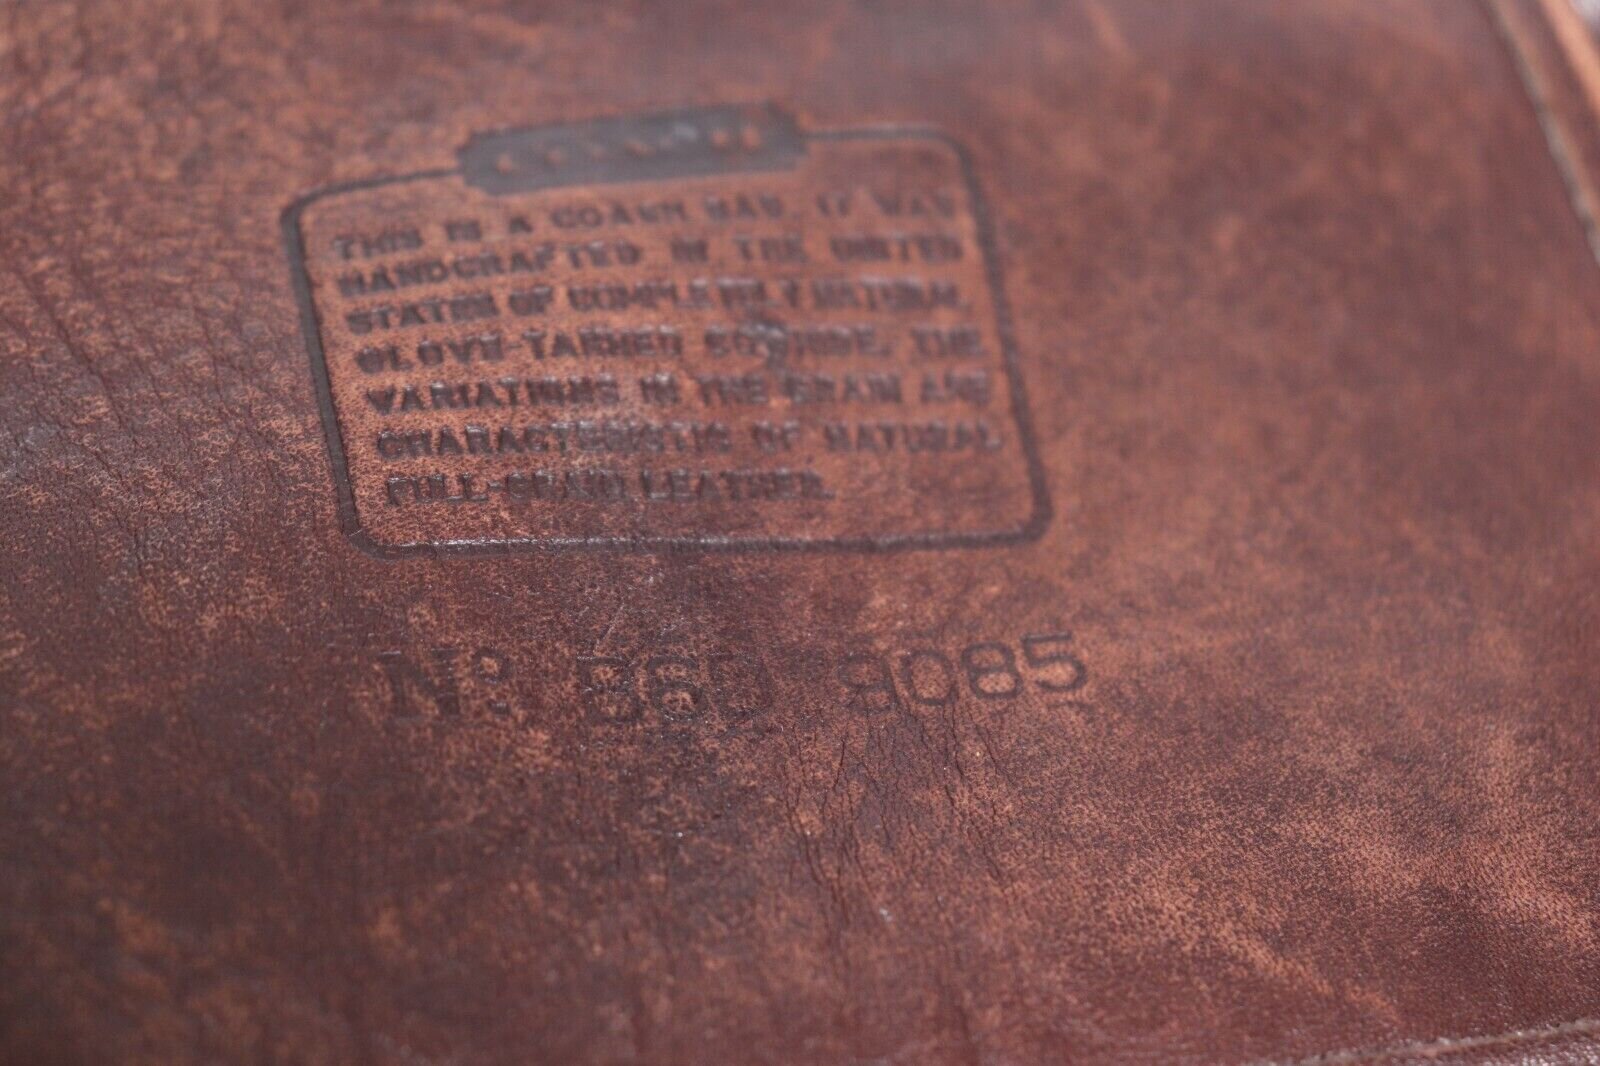 THIS IS A COACH BAG. IT WAS
HANDCRAFTED IN THE UNITED
STATES OF COMPLETELY NATURAL
GLOVE-TANNED COWHIDE. THE
VARIATIONS IN THE GRAIN ARE
CHARACTERISTIC OF NATURAL
FULL-GRAIN LEATHER.
Nº: 9085